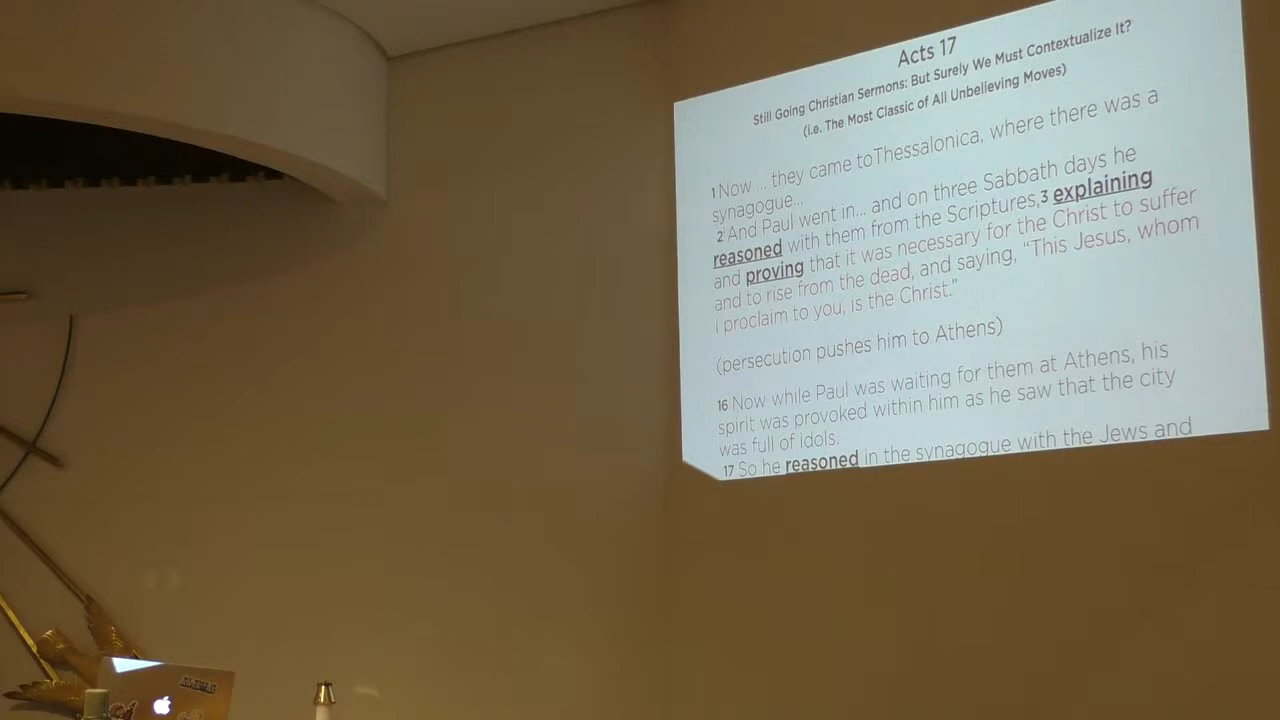 Acts 17
Still Going Christian Sermons: But Surely We Must Contextualize It?
(i.e. The Most Classic of All Unbelieving Moves)
1 Now ... they came toThessalonica, where there was a
synagogue...
2 And Paul went in... and on three Sabbath days he
reasoned with them from the Scriptures,3 explaining
and proving that it was necessary for the Christ to suffer
and to rise from the dead, and saying, “This Jesus, whom
I proclaim to you, is the Christ.”
(persecution pushes him to Athens)
16 Now while Paul was waiting for them at Athens, his
spirit was provoked within him as he saw that the city
was full of idols.
17 So he reasoned in the synagogue with the Jews and